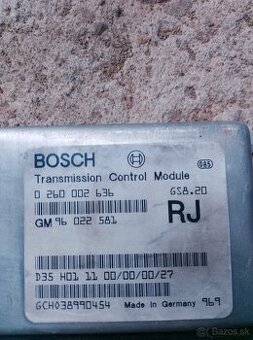 BOSCH
Transmission Control Module
0 260 002 636 GS8.20
GM 96 022 581 RJ
D35 H01 11 00/00/00/27
GCH038990454 Made in Germany 969
bazar.sk